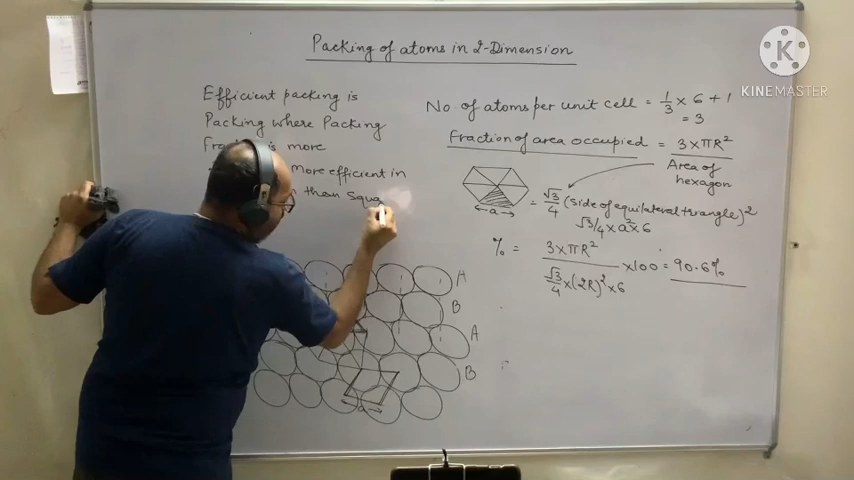 Packing of atoms in 2-Dimension
Efficient packing is
Packing where Packing
is more
more efficient in
than Squa
No. of atoms per unit cell = 1/3 × 6 + 1
= 3
Fraction of area occupied = 3×πR² / Area of hexagon
a
= √3/4 (side of equilateral triangle)²
√3/4 × a² × 6
% = 3×πR² / √3/4 × (2R)² × 6 × 100 = 90.6%
A
B
A
B
a
K
KINEMASTER